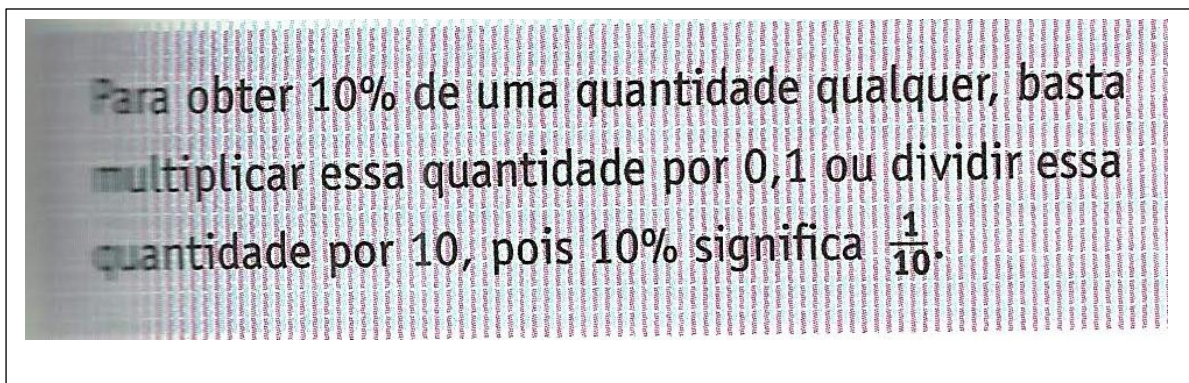 Para obter 10% de uma quantidade qualquer, basta
multiplicar essa quantidade por 0,1 ou dividir essa
quantidade por 10, pois 10% significa 1/10.